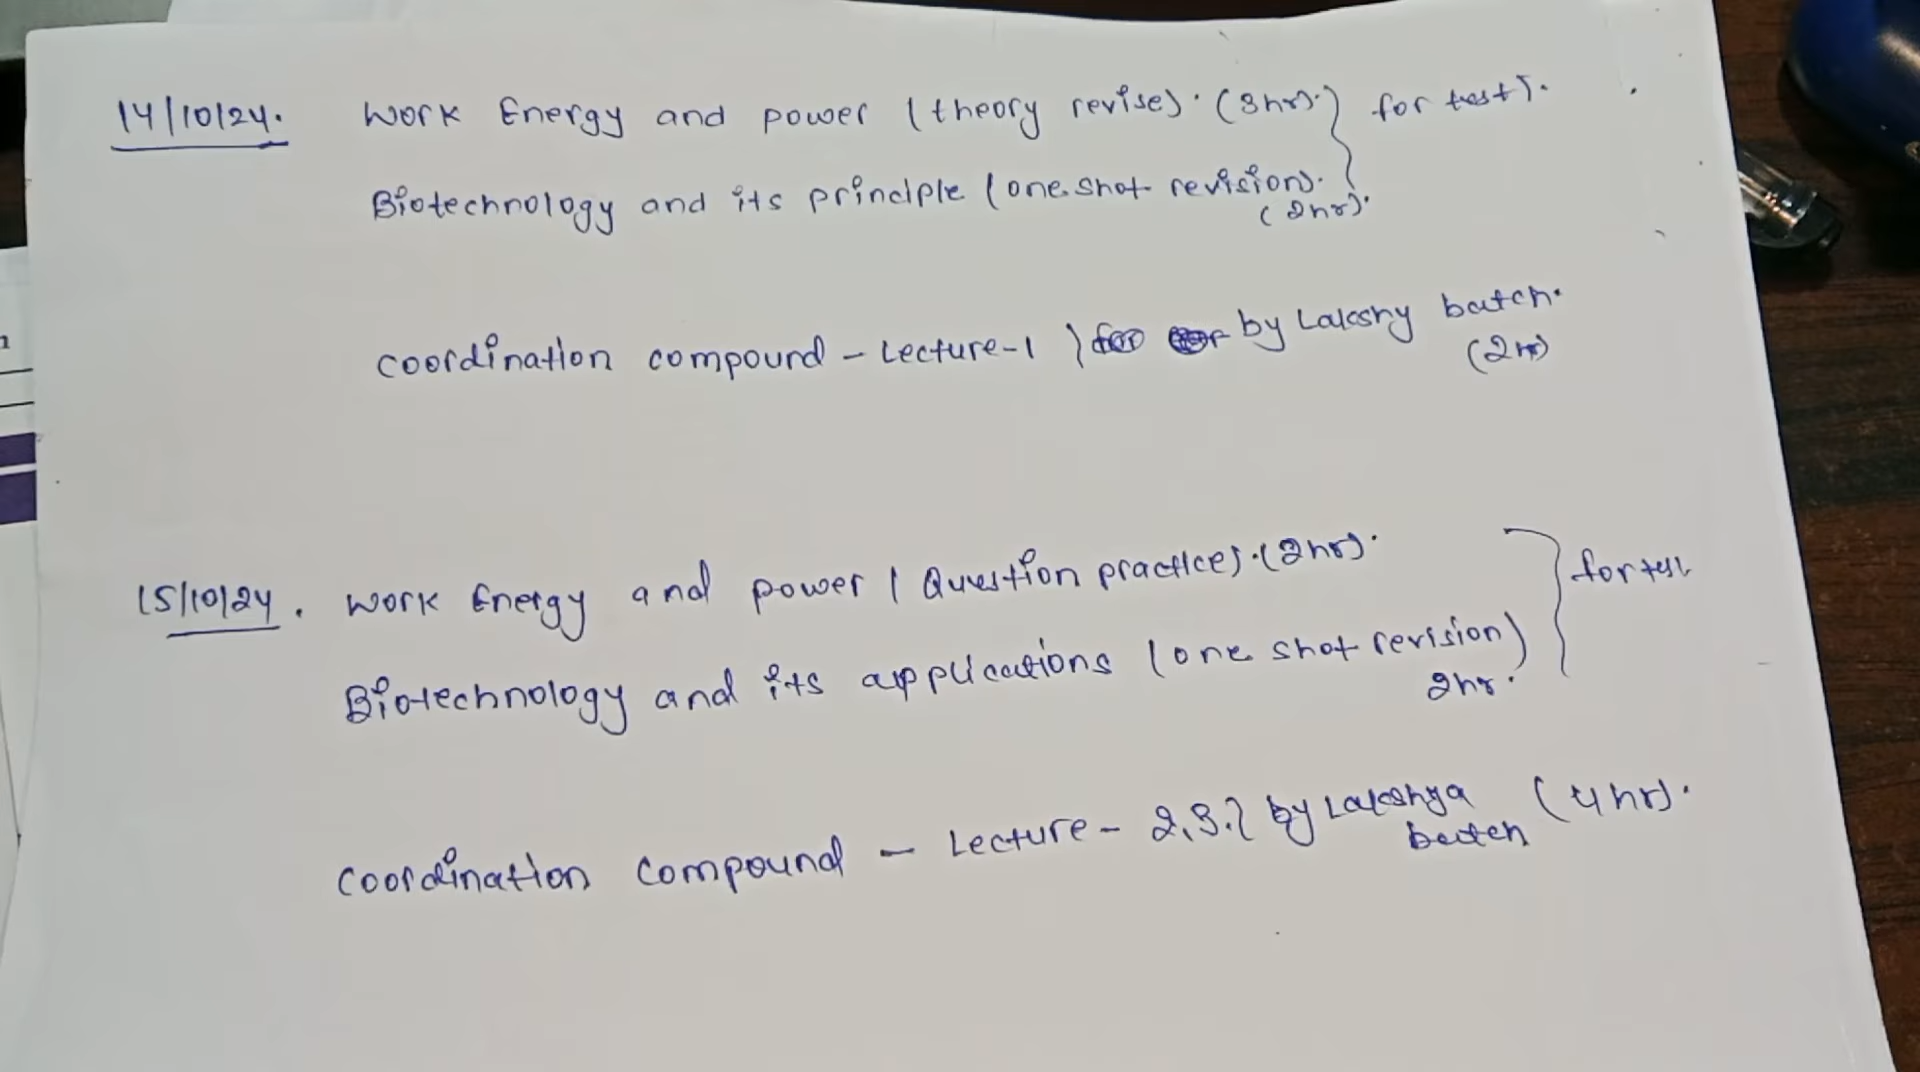 14/10/24. Work Energy and power (theory revise). (3hr). } for test).
Biotechnology and its principle (one shot revision).
(2hr).
Coordination compound - Lecture-1 } by Lakshy batch.
(2hr)
15/10/24. Work Energy and power (Question practice). (2hr). } for test
Biotechnology and its applications (one shot revision)
2hr.
Coordination compound - Lecture- 2,3.} by Lakshya (4hr).
batch